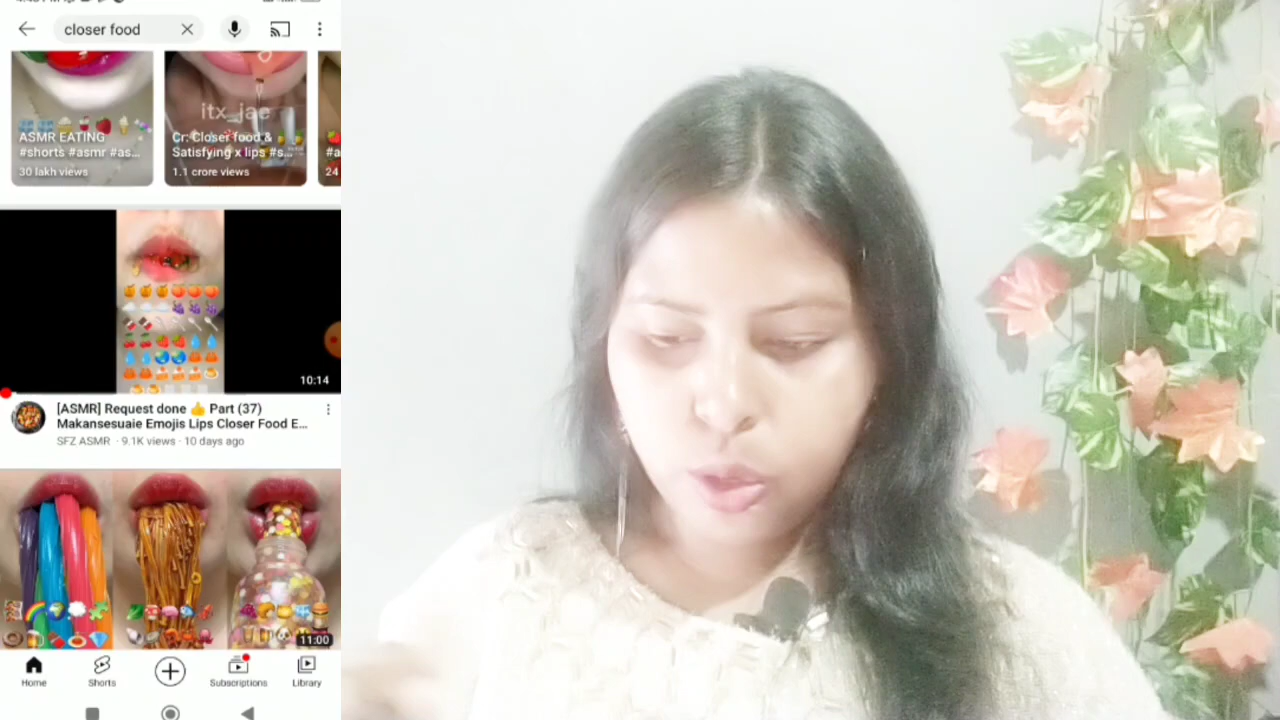 closer food
ASMR EATING
#shorts #asmr #as...
30 lakh views
itx_jae
Cr: Closer food &
Satisfying x lips #s...
1.1 crore views
#a
24
10:14
[ASMR] Request done 👍 Part (37)
Makansesuaie Emojis Lips Closer Food E...
SFZ ASMR · 9.1K views · 10 days ago
11:00
Home
Shorts
Subscriptions
Library